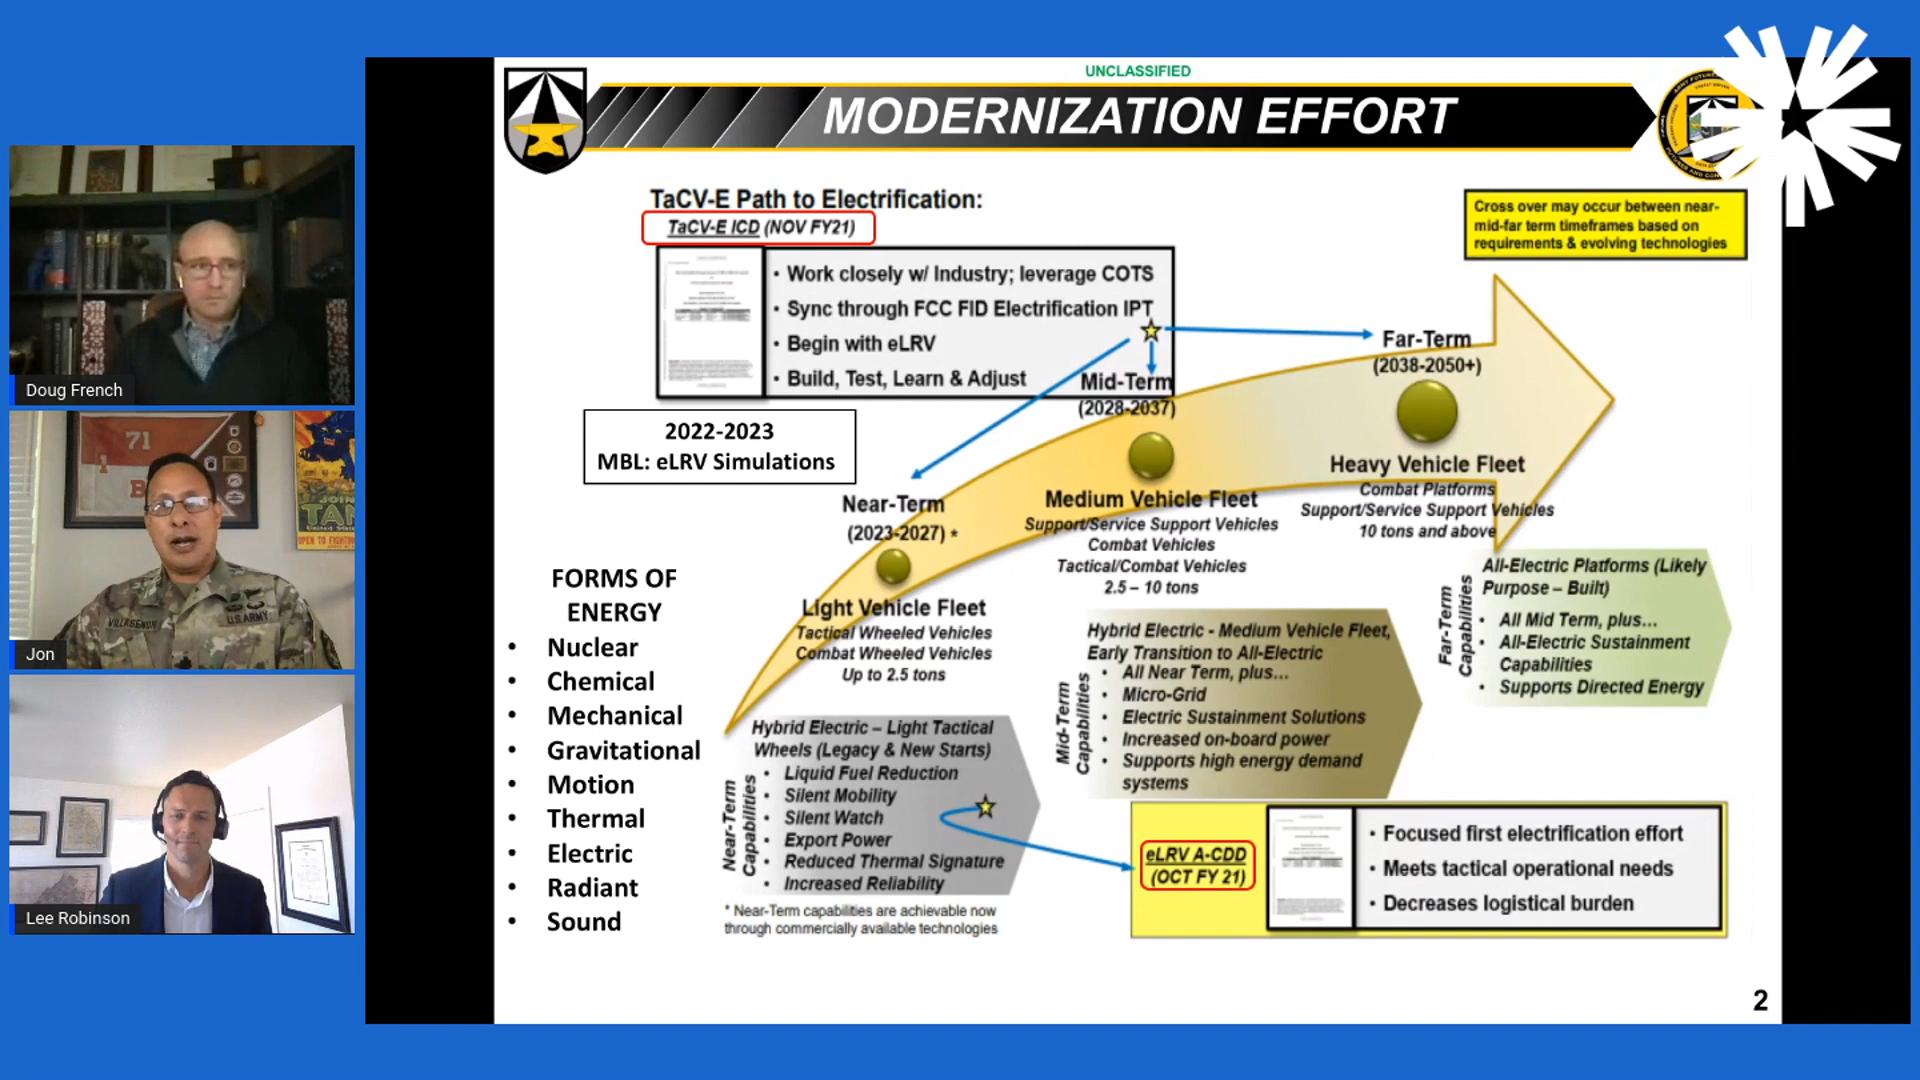 UNCLASSIFIED
MODERNIZATION EFFORT
TaCV-E Path to Electrification:
TaCV-E ICD (NOV FY21)
• Work closely w/ Industry; leverage COTS
• Sync through FCC FID Electrification IPT
• Begin with eLRV
• Build, Test, Learn & Adjust
Cross over may occur between near-
mid-far term timeframes based on
requirements & evolving technologies
2022-2023
MBL: eLRV Simulations
Near-Term
(2023-2027) *
Light Vehicle Fleet
Tactical Wheeled Vehicles
Combat Wheeled Vehicles
Up to 2.5 tons
Mid-Term
(2028-2037)
Medium Vehicle Fleet
Support/Service Support Vehicles
Combat Vehicles
Tactical/Combat Vehicles
2.5 – 10 tons
Far-Term
(2038-2050+)
Heavy Vehicle Fleet
Combat Platforms
Support/Service Support Vehicles
10 tons and above
FORMS OF
ENERGY
• Nuclear
• Chemical
• Mechanical
• Gravitational
• Motion
• Thermal
• Electric
• Radiant
• Sound
Near-Term
Capabilities
Hybrid Electric – Light Tactical
Wheels (Legacy & New Starts)
• Liquid Fuel Reduction
• Silent Mobility
• Silent Watch
• Export Power
• Reduced Thermal Signature
• Increased Reliability
* Near-Term capabilities are achievable now
through commercially available technologies
Mid-Term
Capabilities
Hybrid Electric - Medium Vehicle Fleet,
Early Transition to All-Electric
• All Near Term, plus...
• Micro-Grid
• Electric Sustainment Solutions
• Increased on-board power
• Supports high energy demand
systems
Far-Term
Capabilities
All-Electric Platforms (Likely
Purpose – Built)
• All Mid Term, plus...
• All-Electric Sustainment
Capabilities
• Supports Directed Energy
eLRV A-CDD
(OCT FY 21)
• Focused first electrification effort
• Meets tactical operational needs
• Decreases logistical burden
2
Doug French
71
1
B
JOIN
TAN
United States
OPEN TO FIGHTING
VILLASENOR
U.S. ARMY
Jon
Lee Robinson